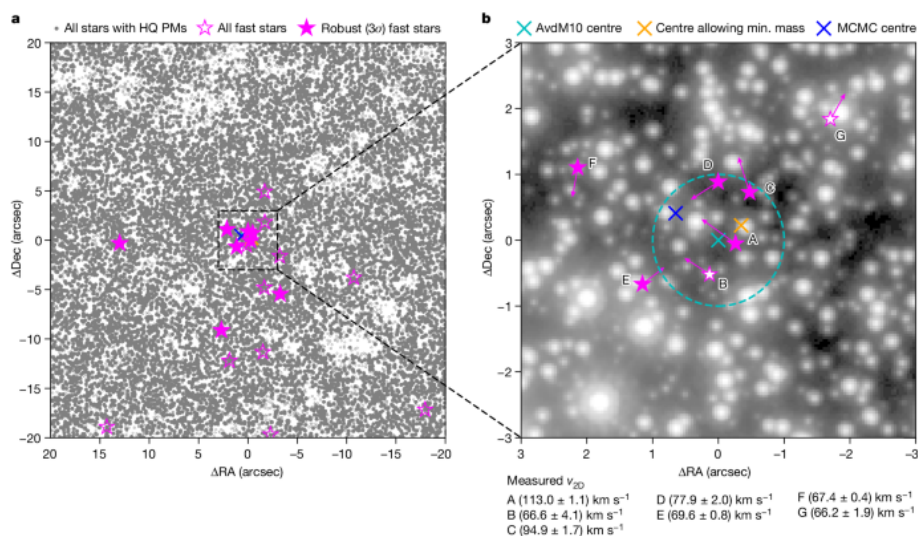 a
b
All stars with HQ PMs All fast stars Robust (3σ) fast stars
AvdM10 centre Centre allowing min. mass MCMC centre
20
15
10
5
0
−5
−10
−15
−20
ΔDec (arcsec)
20 15 10 5 0 −5 −10 −15 −20
ΔRA (arcsec)
3
2
1
0
−1
−2
−3
ΔDec (arcsec)
G
F
D
C
A
B
E
3 2 1 0 −1 −2 −3
ΔRA (arcsec)
Measured v2D
A (113.0 ± 1.1) km s⁻¹ D (77.9 ± 2.0) km s⁻¹ F (67.4 ± 0.4) km s⁻¹
B (66.6 ± 4.1) km s⁻¹ E (69.6 ± 0.8) km s⁻¹ G (66.2 ± 1.9) km s⁻¹
C (94.9 ± 1.7) km s⁻¹